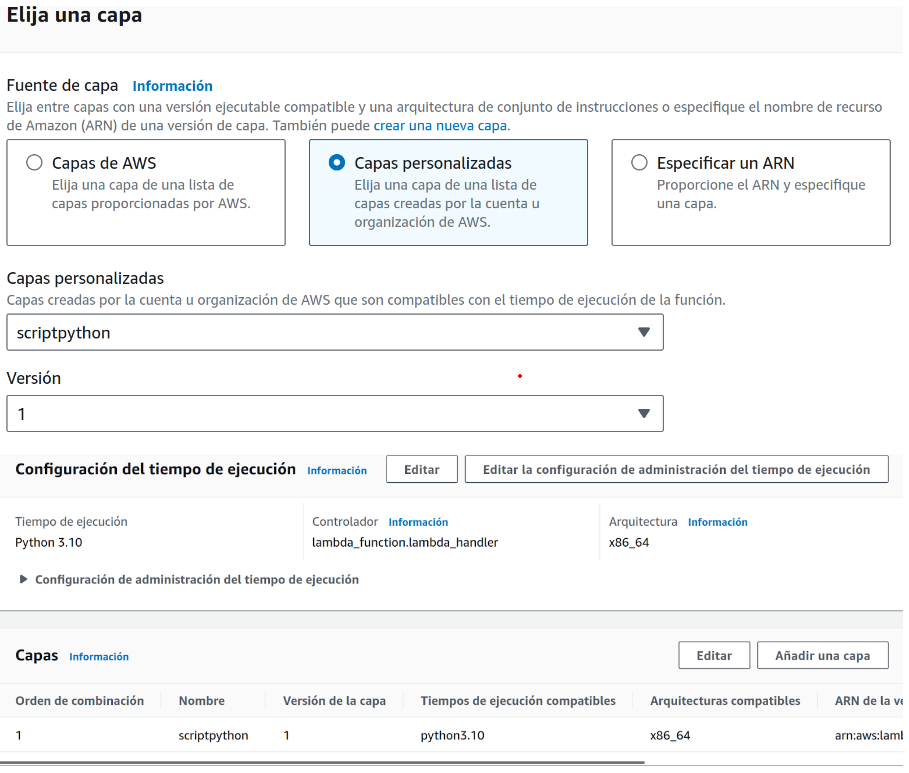 Elija una capa
Fuente de capa Información
Elija entre capas con una versión ejecutable compatible y una arquitectura de conjunto de instrucciones o especifique el nombre de recurso
de Amazon (ARN) de una versión de capa. También puede crear una nueva capa.
Capas de AWS
Elija una capa de una lista de
capas proporcionadas por AWS.
Capas personalizadas
Elija una capa de una lista de
capas creadas por la cuenta u
organización de AWS.
Especificar un ARN
Proporcione el ARN y especifique
una capa.
Capas personalizadas
Capas creadas por la cuenta u organización de AWS que son compatibles con el tiempo de ejecución de la función.
scriptpython
Versión
1
Configuración del tiempo de ejecución Información Editar Editar la configuración de administración del tiempo de ejecución
Tiempo de ejecución Controlador Información Arquitectura Información
Python 3.10 lambda_function.lambda_handler x86_64
Configuración de administración del tiempo de ejecución
Capas Información Editar Añadir una capa
Orden de combinación Nombre Versión de la capa Tiempos de ejecución compatibles Arquitecturas compatibles ARN de la
1 scriptpython 1 python3.10 x86_64 arn:aws:lamb